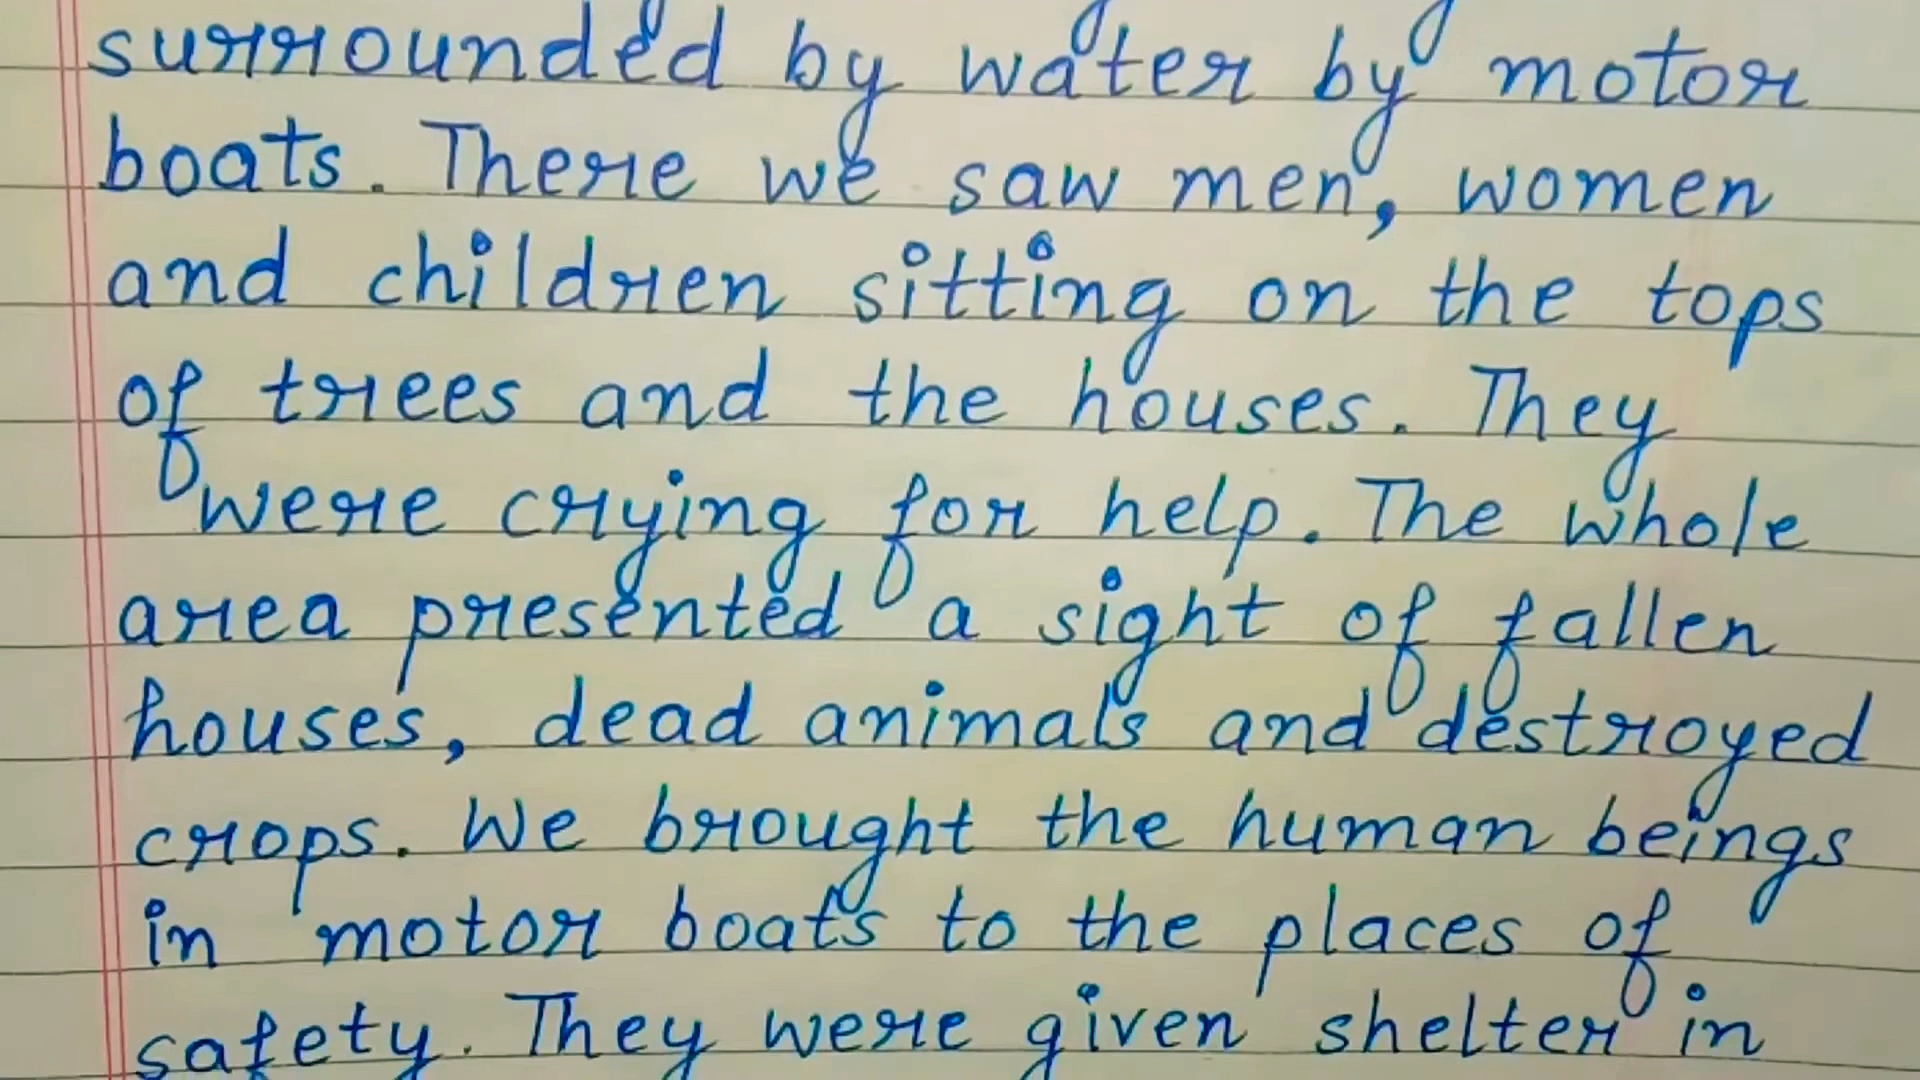 surrounded by water by motor
boats. There we saw men, women
and children sitting on the tops
of trees and the houses. They
were crying for help. The whole
area presented a sight of fallen
houses, dead animals and destroyed
crops. We brought the human beings
in motor boats to the places of
safety. They were given shelter in